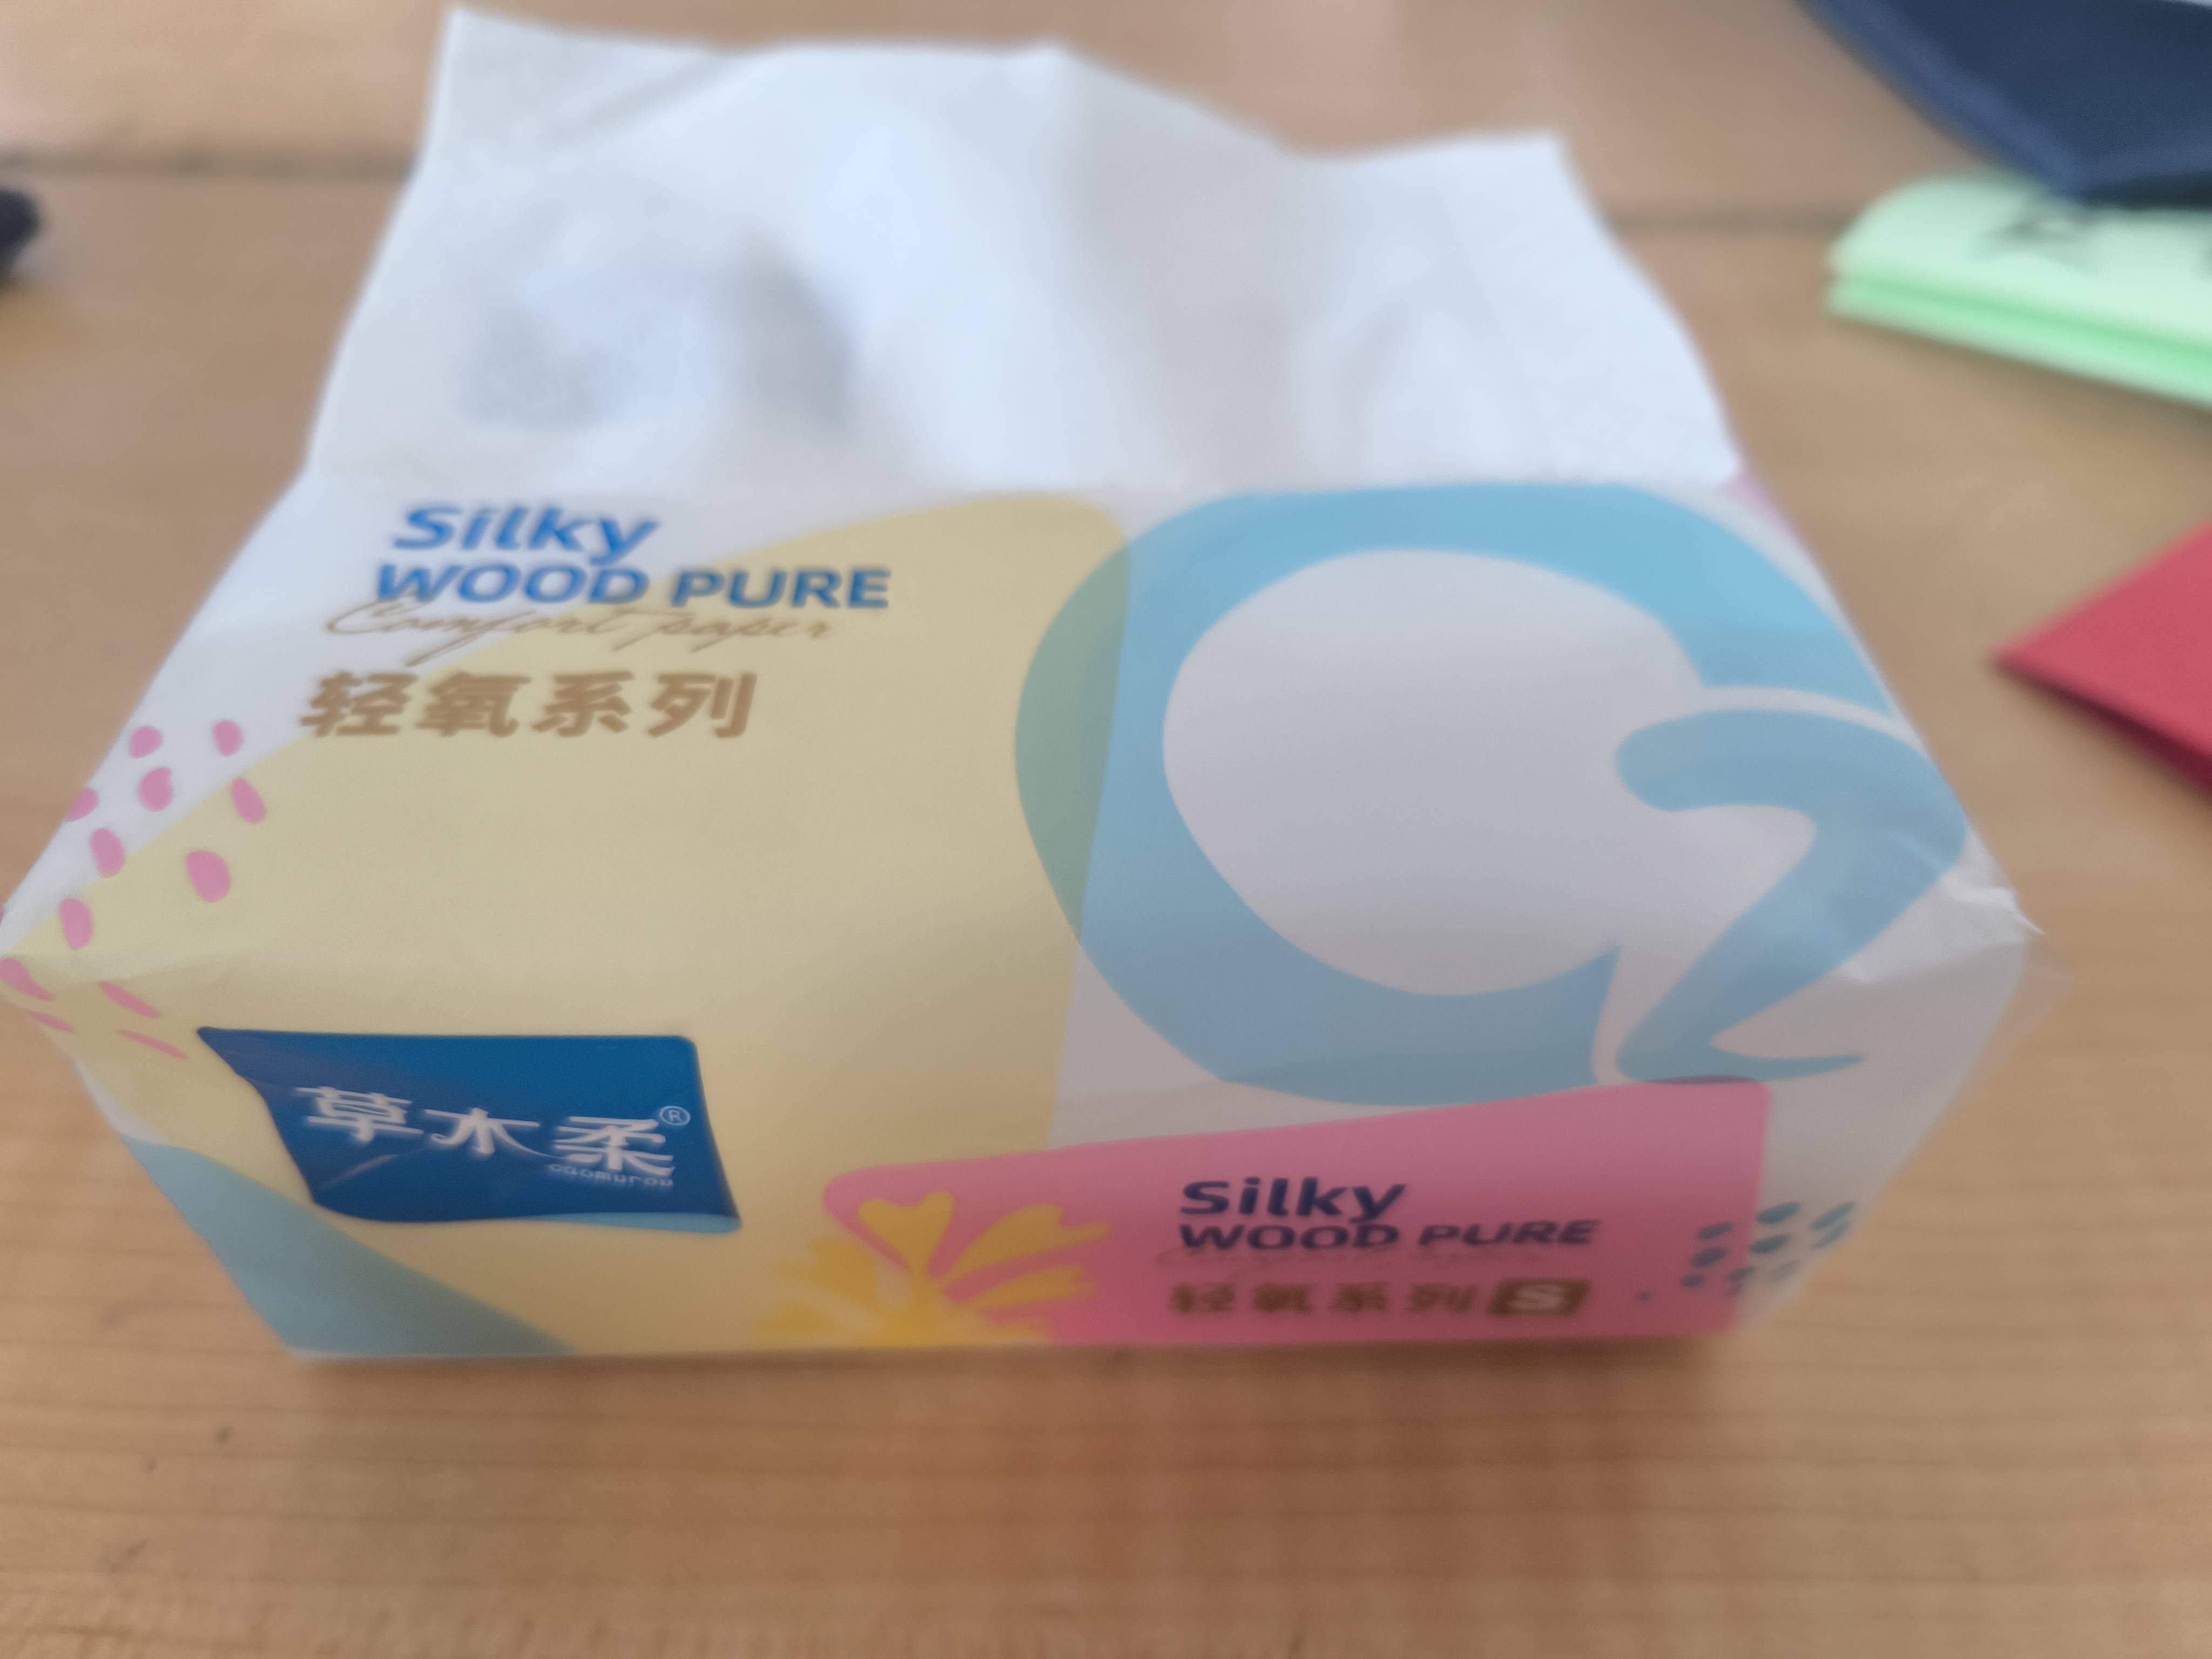 Silky
WOOD PURE
Comfort paper
轻氧系列
O2
草木柔®
caomurou
Silky
WOOD PURE
轻氧系列 S